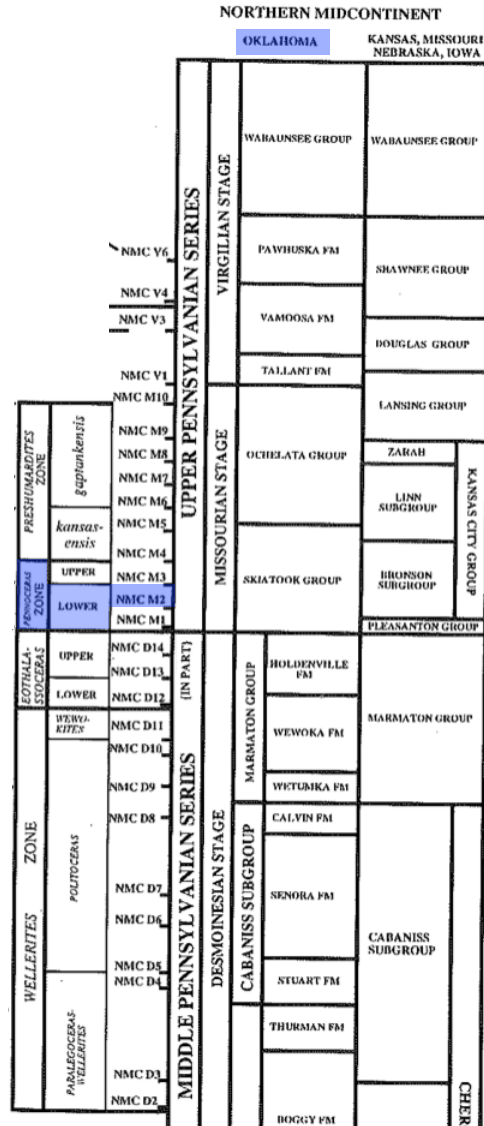 NORTHERN MIDCONTINENT
OKLAHOMA
KANSAS, MISSOURI
NEBRASKA, IOWA
WABAUNSEE GROUP
WABAUNSEE GROUP
VIRGILIAN STAGE
UPPER PENNSYLVANIAN SERIES
NMC V6
PAWHUSKA FM
SHAWNEE GROUP
NMC V4
NMC V3
VAMOOSA FM
DOUGLAS GROUP
NMC V1
TALLANT FM
NMC M10
LANSING GROUP
PRESHUMARDITES
ZONE
gaptankensis
NMC M9
NMC M8
NMC M7
NMC M6
OCHELATA GROUP
MISSOURIAN STAGE
ZARAH
LINN
SUBGROUP
KANSAS CITY GROUP
kansas-
ensis
NMC M5
NMC M4
PENNOCERAS
ZONE
UPPER
NMC M3
LOWER
NMC M2
NMC M1
SKIATOOK GROUP
BRONSON
SUBGROUP
PLEASANTON GROUP
EOTHALA-
SSOCERAS
UPPER
NMC D14
NMC D13
LOWER
NMC D12
(IN PART)
MIDDLE PENNSYLVANIAN SERIES
DESMOINESIAN STAGE
MARMATON GROUP
HOLDENVILLE
FM
MARMATON GROUP
WELLERITES ZONE
WEWO-
KITES
NMC D11
NMC D10
WEWOKA FM
NMC D9
WETUMKA FM
NMC D8
CALVIN FM
POLITOCERAS
CABANISS SUBGROUP
NMC D7
SENORA FM
NMC D6
CABANISS
SUBGROUP
NMC D5
NMC D4
STUART FM
PARALEGOCERAS-
WELLERITES
THURMAN FM
NMC D3
NMC D2
BOGGY FM
CHER